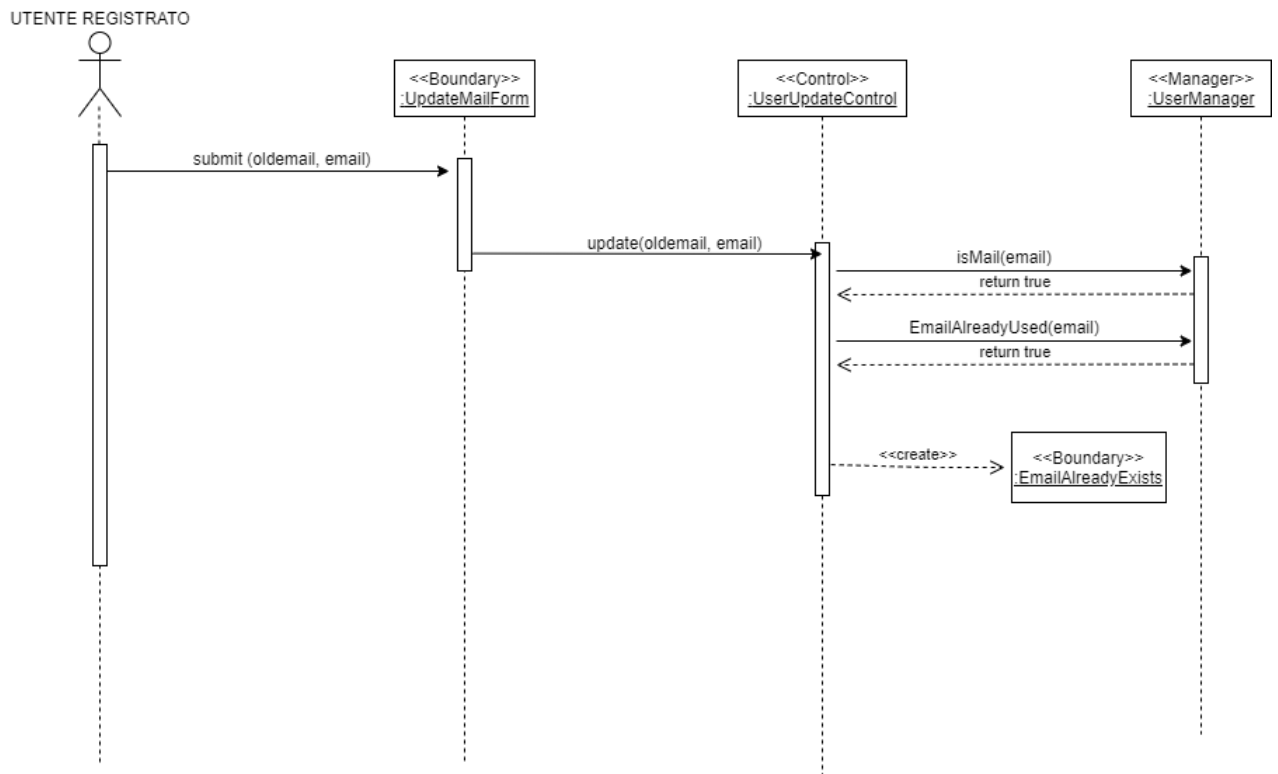 UTENTE REGISTRATO
<<Boundary>>
:UpdateMailForm
<<Control>>
:UserUpdateControl
<<Manager>>
:UserManager
submit (oldemail, email)
update(oldemail, email)
isMail(email)
return true
EmailAlreadyUsed(email)
return true
<<create>>
<<Boundary>>
:EmailAlreadyExists